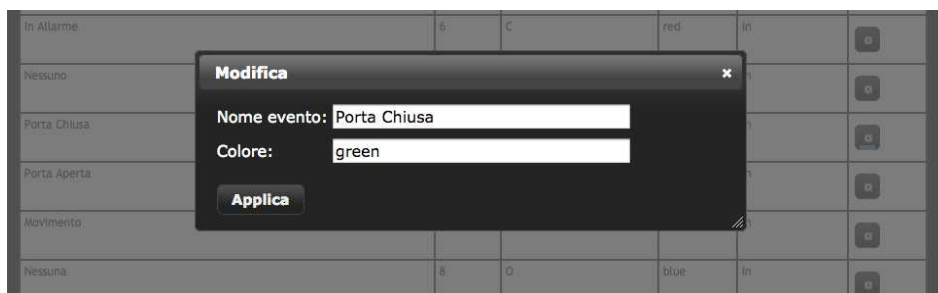 In Allarme 6 C red In
Modifica ×
Nessuno
Nome evento: Porta Chiusa
Porta Chiusa
Colore: green
Porta Aperta
Applica
Movimento
Nessuna 8 O blue In